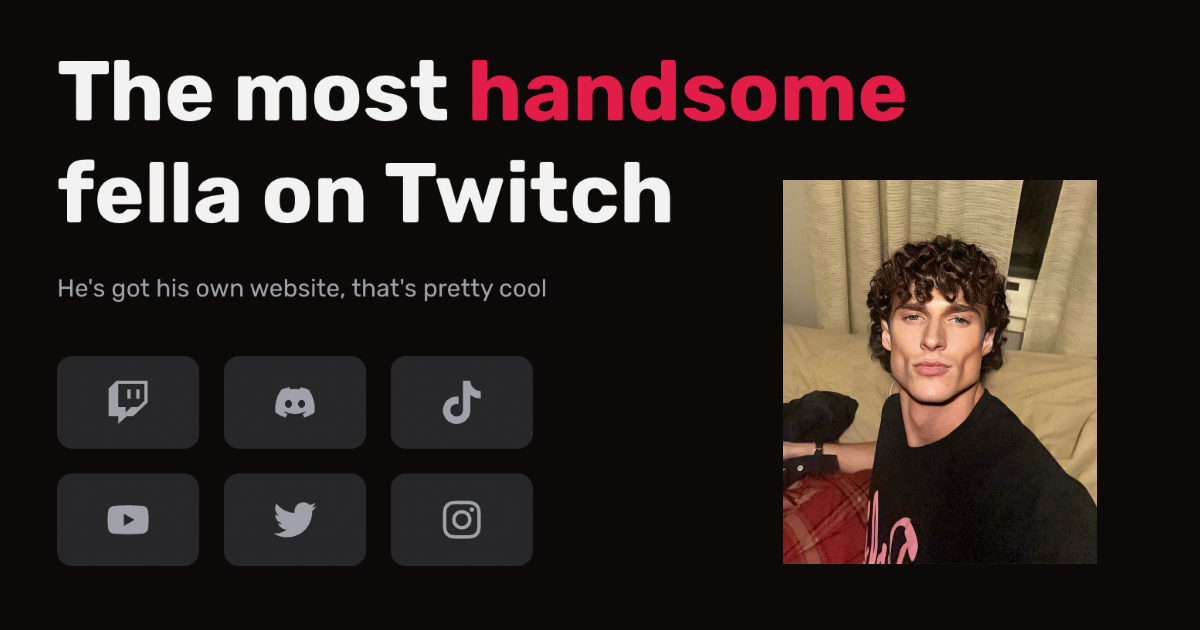 The most handsome
fella on Twitch
He's got his own website, that's pretty cool